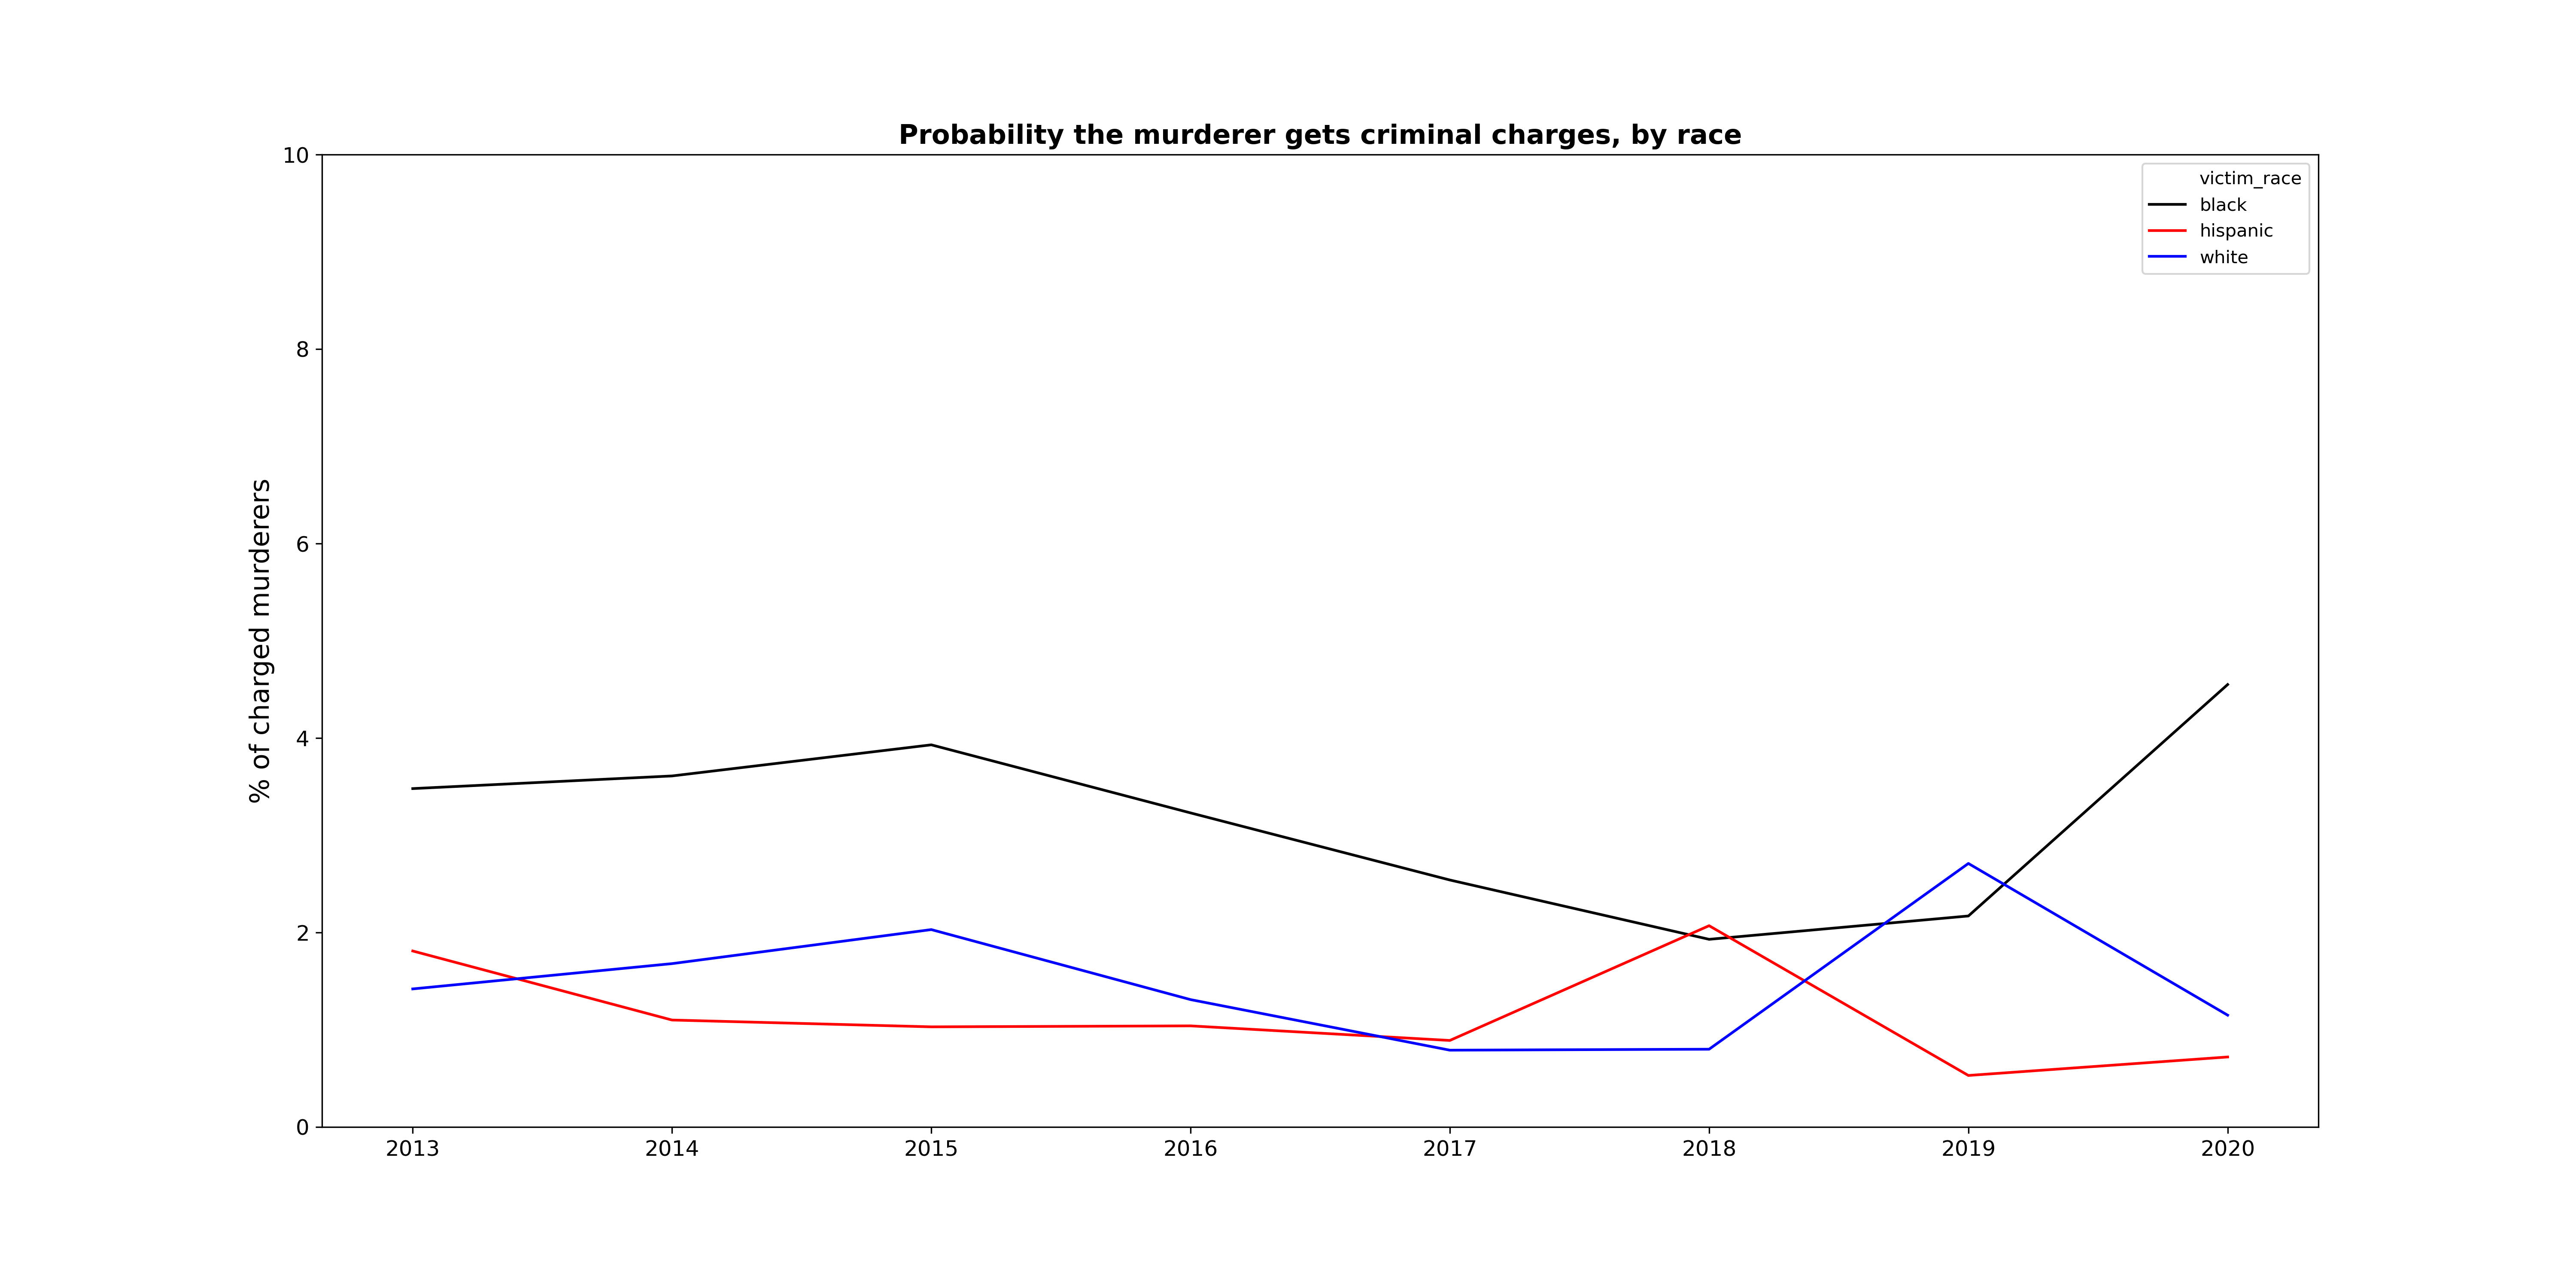 Probability the murderer gets criminal charges, by race
victim_race
black
hispanic
white
% of charged murderers
10
8
6
4
2
0
2013 2014 2015 2016 2017 2018 2019 2020